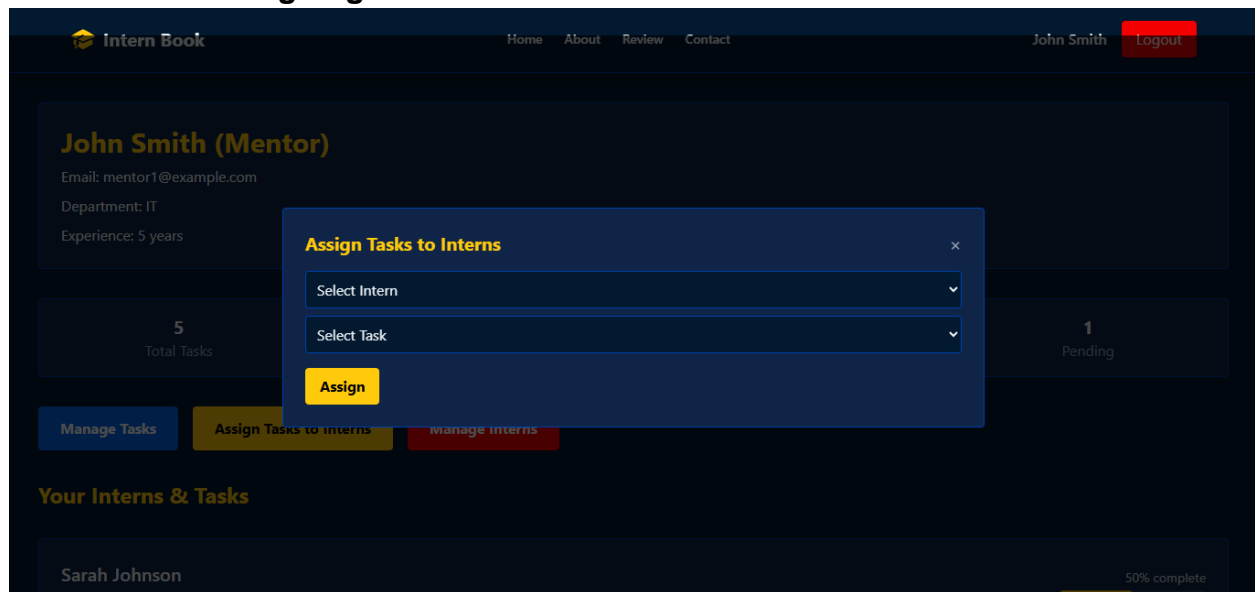 intern Book
Home About Review Contact
John Smith Logout
John Smith (Mentor)
Email: mentor1@example.com
Department: IT
Experience: 5 years
Assign Tasks to Interns ×
Select Intern
Select Task
Assign
5
Total Tasks
1
Pending
Manage Tasks Assign Tasks to Interns Manage Interns
Your Interns & Tasks
Sarah Johnson
50% complete